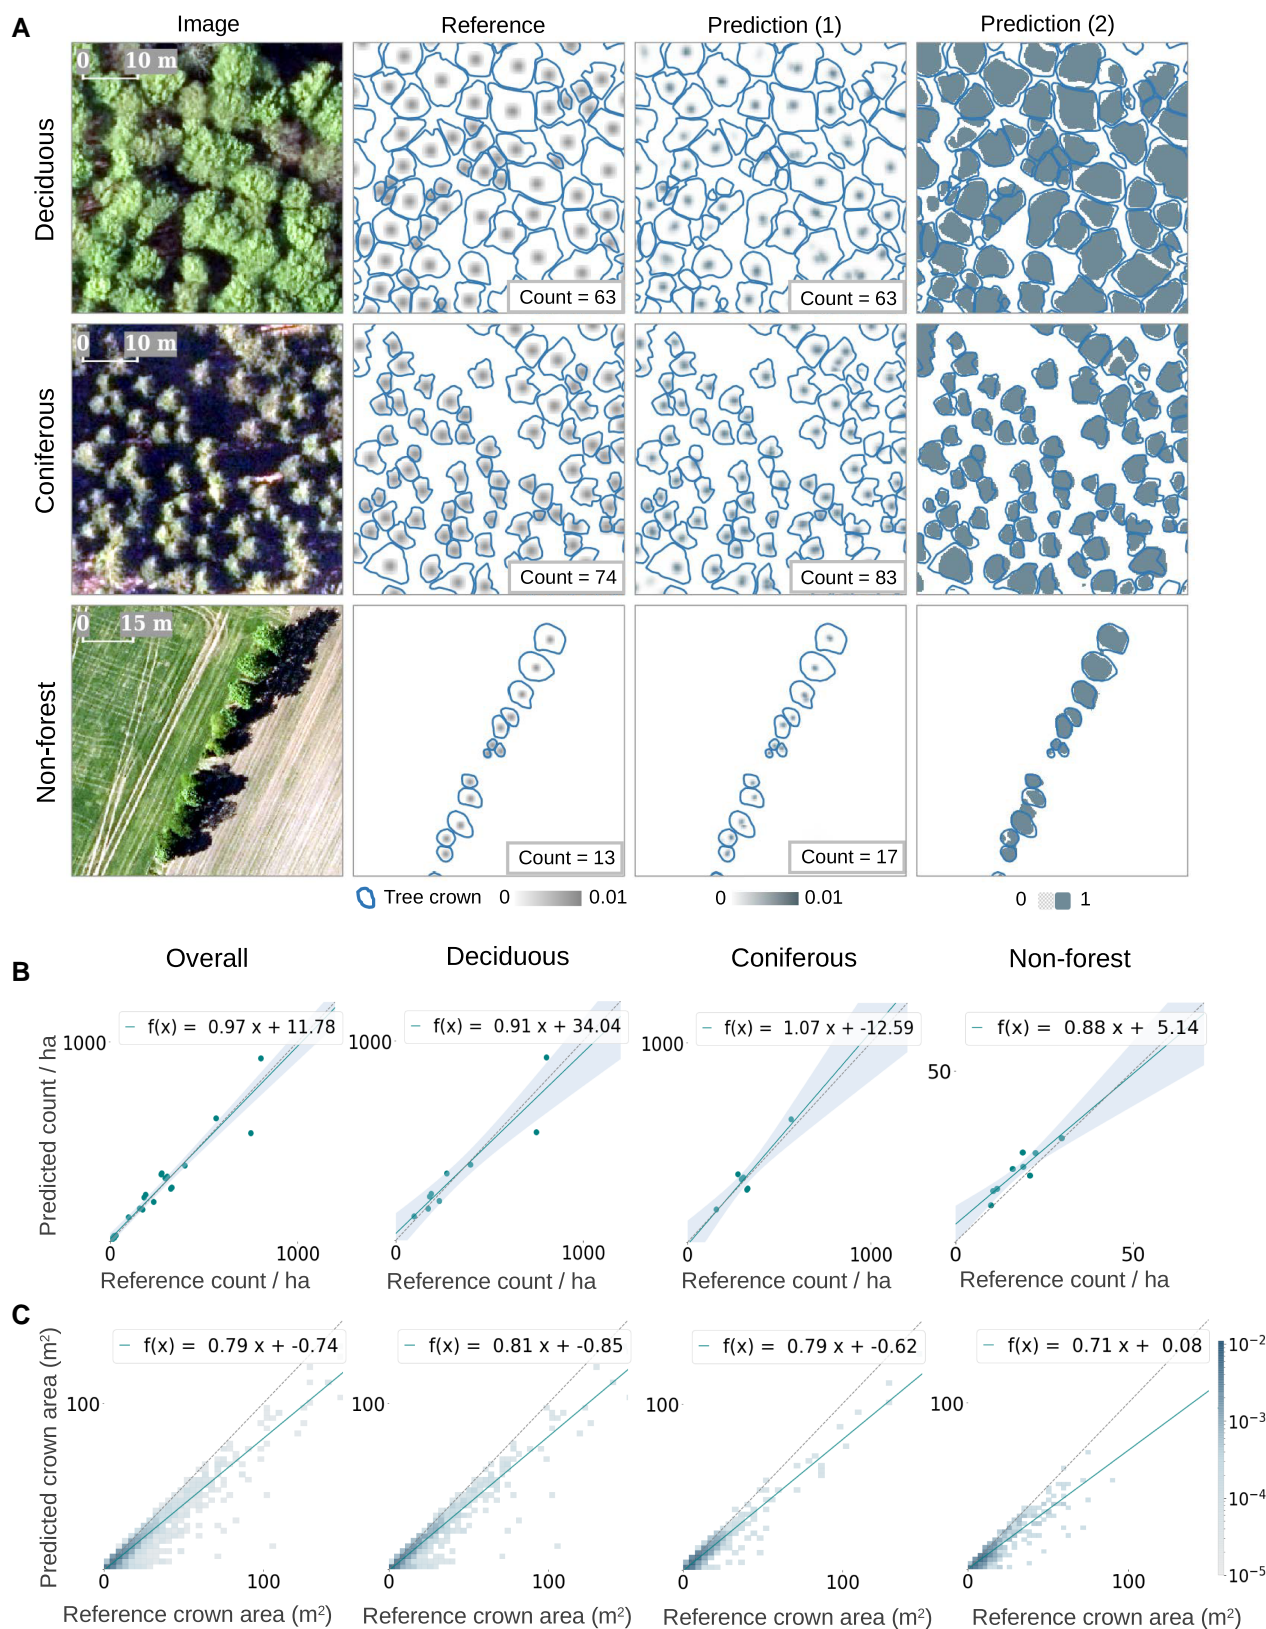 A
Image
Reference
Prediction (1)
Prediction (2)
Deciduous
0 10 m
Count = 63
Count = 63
Coniferous
0 10 m
Count = 74
Count = 83
Non-forest
0 15 m
Count = 13
Count = 17
Tree crown 0 0.01
0 0.01
0 1
B
Overall
Deciduous
Coniferous
Non-forest
Predicted count / ha
f(x) = 0.97 x + 11.78
1000
0 1000
Reference count / ha
f(x) = 0.91 x + 34.04
1000
0 1000
Reference count / ha
f(x) = 1.07 x + -12.59
1000
0 1000
Reference count / ha
f(x) = 0.88 x + 5.14
50
0 50
Reference count / ha
C
Predicted crown area (m²)
f(x) = 0.79 x + -0.74
100
0 100
Reference crown area (m²)
f(x) = 0.81 x + -0.85
100
0 100
Reference crown area (m²)
f(x) = 0.79 x + -0.62
100
0 100
Reference crown area (m²)
f(x) = 0.71 x + 0.08
100
0 100
Reference crown area (m²)
10⁻²
10⁻³
10⁻⁴
10⁻⁵